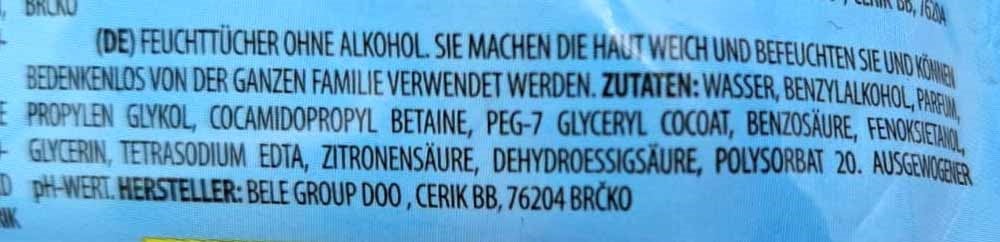 BRČKO
76204
(DE) FEUCHTTÜCHER OHNE ALKOHOL. SIE MACHEN DIE HAUT WEICH UND BEFEUCHTEN SIE UND KÖNNEN
BEDENKENLOS VON DER GANZEN FAMILIE VERWENDET WERDEN. ZUTATEN: WASSER, BENZYLALKOHOL, PARFUM,
PROPYLEN GLYKOL, COCAMIDOPROPYL BETAINE, PEG-7 GLYCERYL COCOAT, BENZOSÄURE, FENOKSIETANOL,
GLYCERIN, TETRASODIUM EDTA, ZITRONENSÄURE, DEHYDROESSIGSÄURE, POLYSORBAT 20. AUSGEWOGENER
pH-WERT. HERSTELLER: BELE GROUP DOO , CERIK BB, 76204 BRČKO